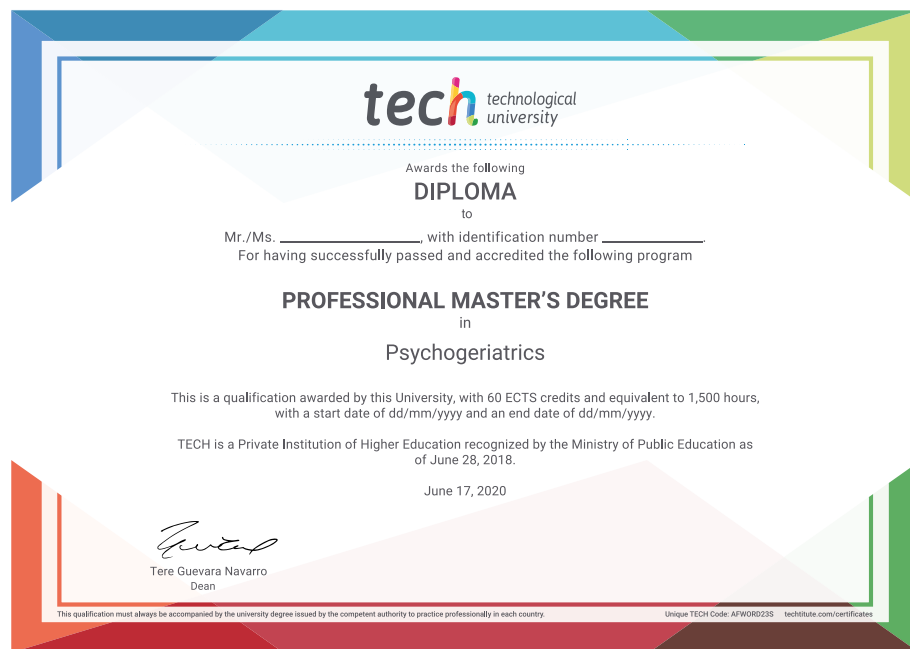 tech technological
university
Awards the following
DIPLOMA
to
Mr./Ms. ____________________, with identification number ______________.
For having successfully passed and accredited the following program
PROFESSIONAL MASTER'S DEGREE
in
Psychogeriatrics
This is a qualification awarded by this University, with 60 ECTS credits and equivalent to 1,500 hours,
with a start date of dd/mm/yyyy and an end date of dd/mm/yyyy.
TECH is a Private Institution of Higher Education recognized by the Ministry of Public Education as
of June 28, 2018.
June 17, 2020
Tere Guevara Navarro
Dean
This qualification must always be accompanied by the university degree issued by the competent authority to practice professionally in each country. Unique TECH Code: AFWORD23S techtitute.com/certificates